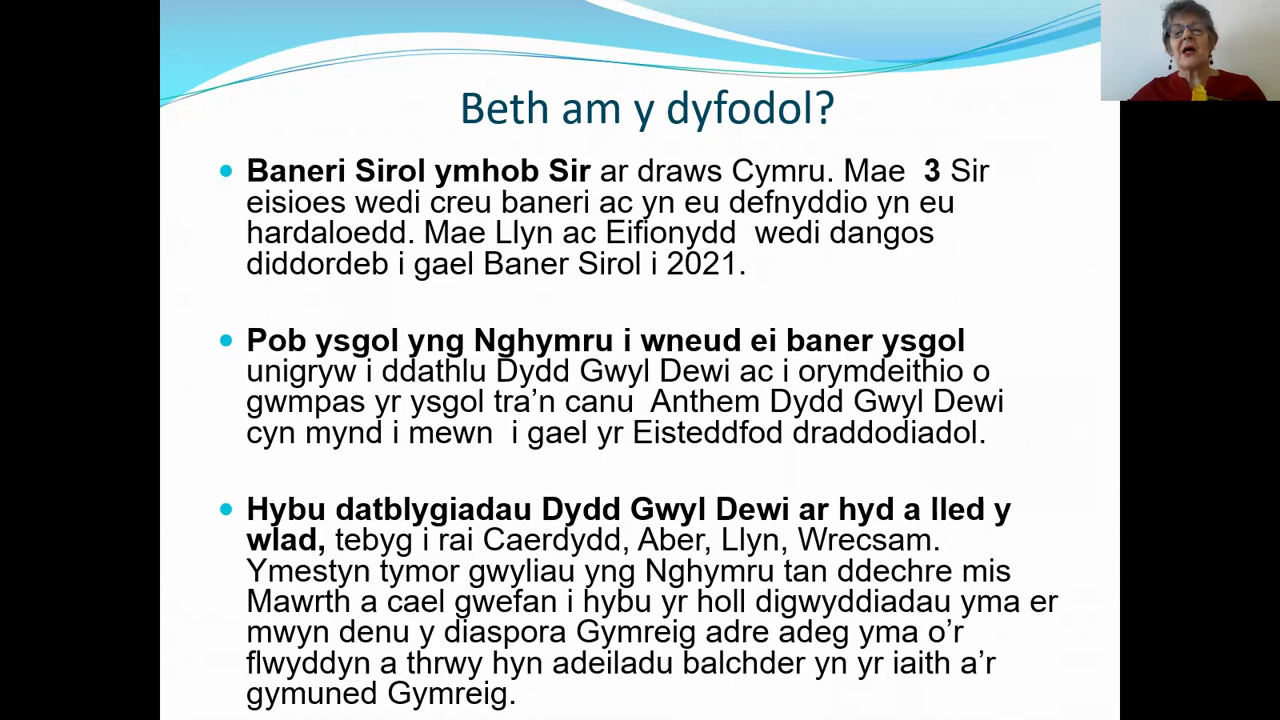 Beth am y dyfodol?
Baneri Sirol ymhob Sir ar draws Cymru. Mae 3 Sir
eisioes wedi creu baneri ac yn eu defnyddio yn eu
hardaloedd. Mae Llyn ac Eifionydd wedi dangos
diddordeb i gael Baner Sirol i 2021.
Pob ysgol yng Nghymru i wneud ei baner ysgol
unigryw i ddathlu Dydd Gwyl Dewi ac i orymdeithio o
gwmpas yr ysgol tra’n canu Anthem Dydd Gwyl Dewi
cyn mynd i mewn i gael yr Eisteddfod draddodiadol.
Hybu datblygiadau Dydd Gwyl Dewi ar hyd a lled y
wlad, tebyg i rai Caerdydd, Aber, Llyn, Wrecsam.
Ymestyn tymor gwyliau yng Nghymru tan ddechre mis
Mawrth a cael gwefan i hybu yr holl digwyddiadau yma er
mwyn denu y diaspora Gymreig adre adeg yma o’r
flwyddyn a thrwy hyn adeiladu balchder yn yr iaith a’r
gymuned Gymreig.